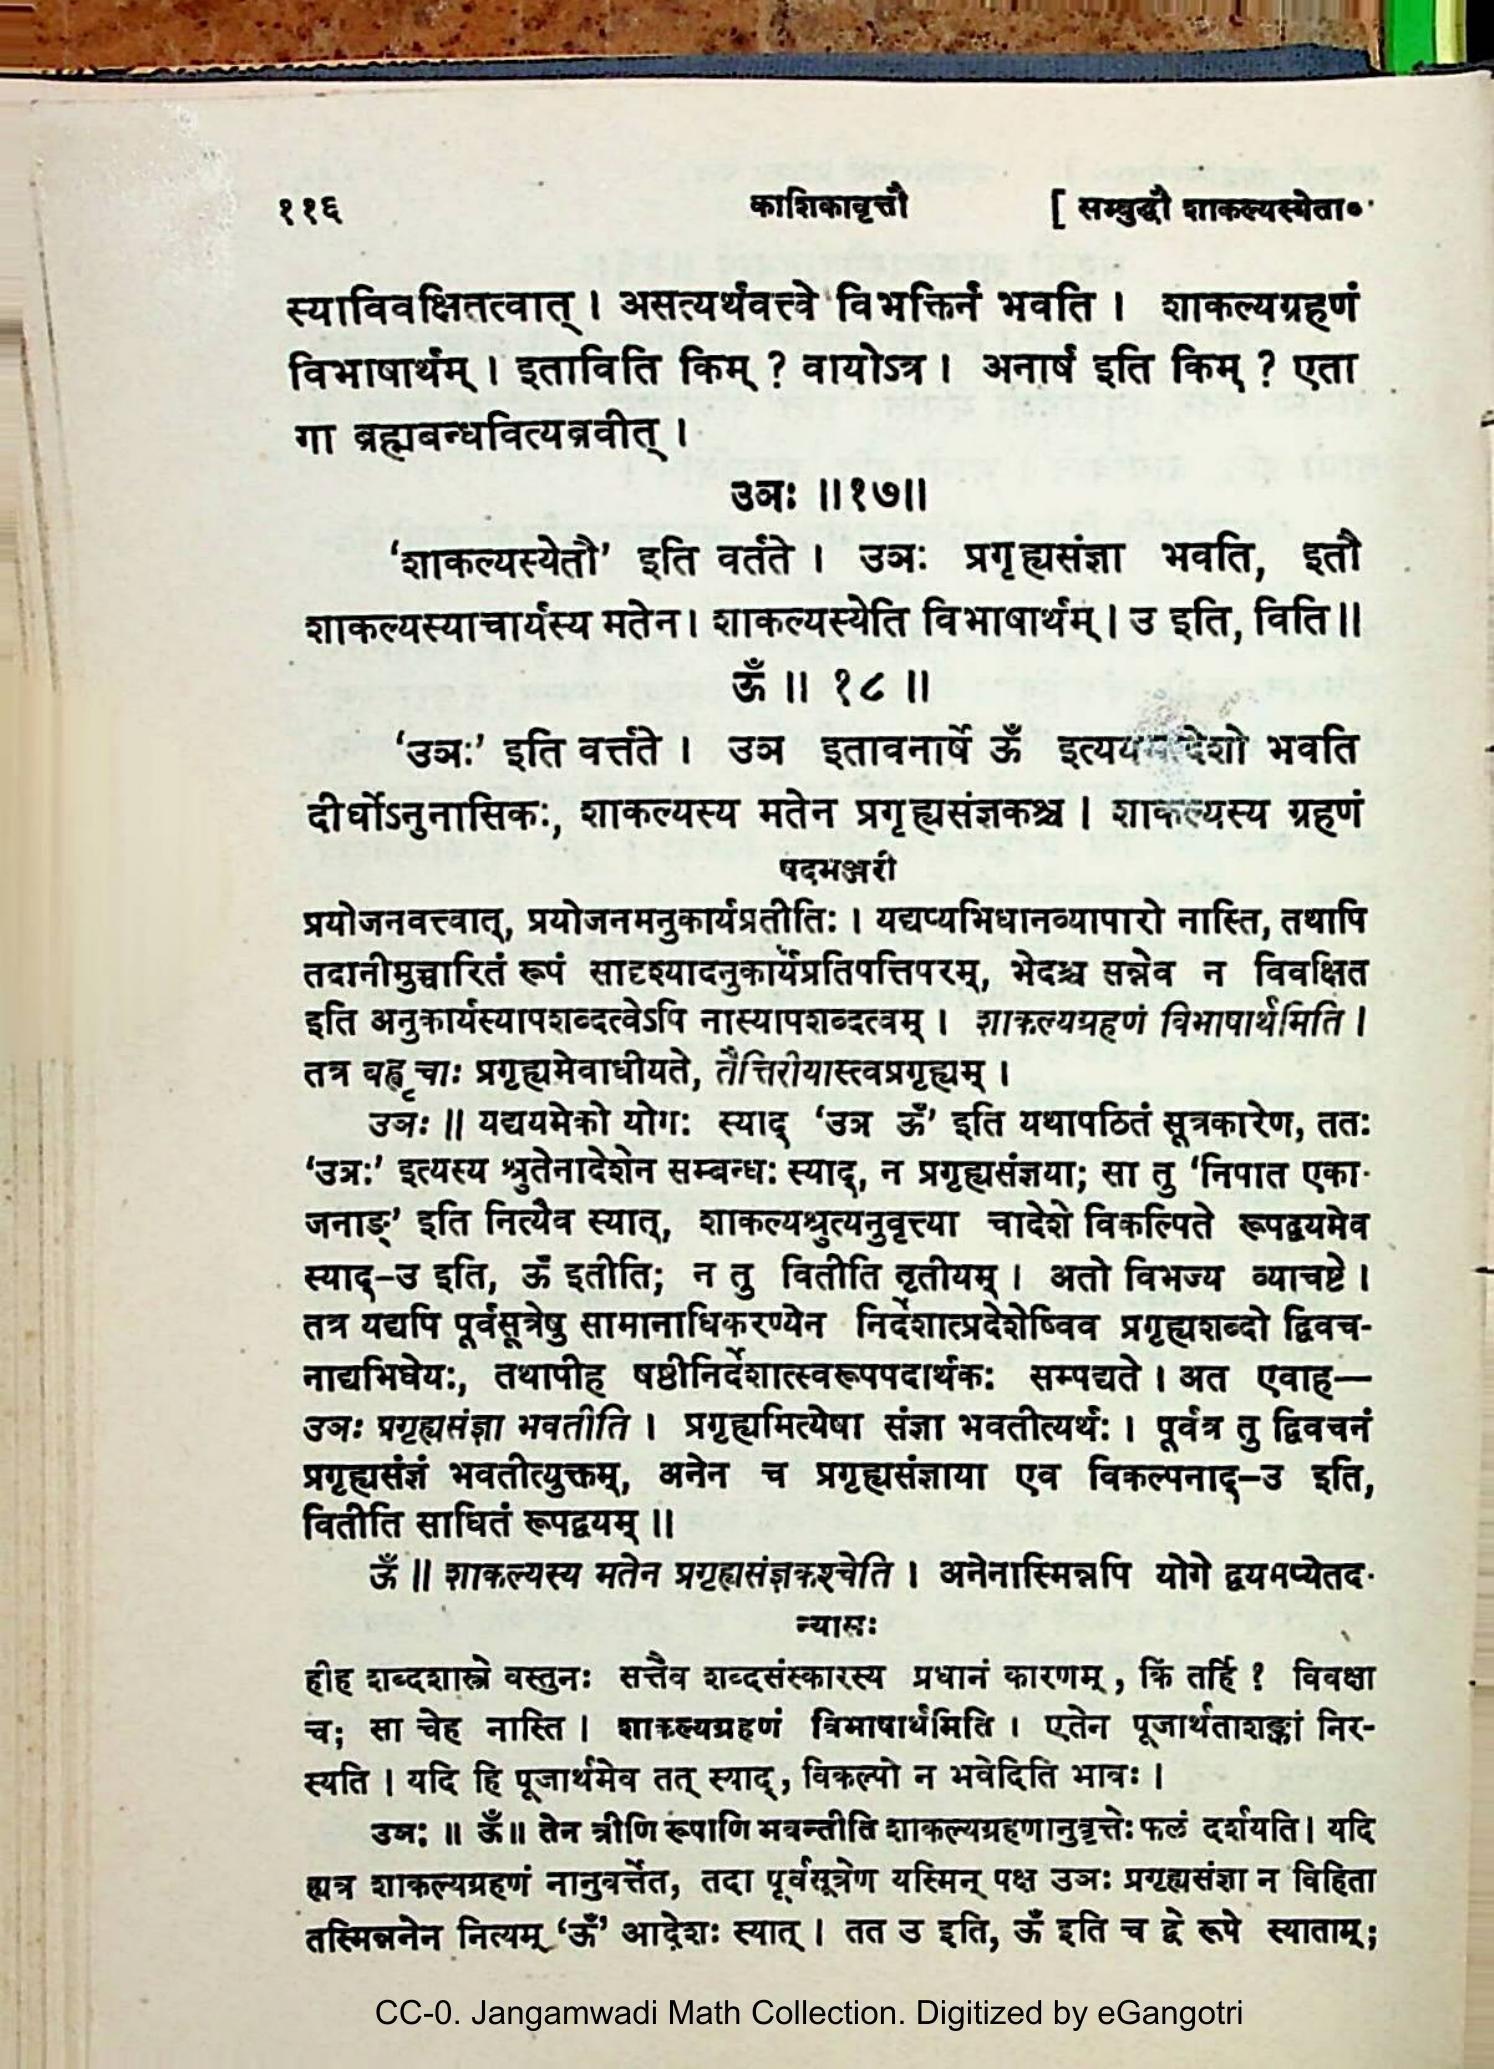 ११६ काशिकावृत्तौ [ सम्बुद्धौ शाकल्यस्येता०
स्याविवक्षितत्वात् । असत्यर्थवत्त्वे विभक्तिर्न भवति । शाकल्यग्रहणं
विभाषार्थम् । इताविति किम् ? वायोऽत्र । अनार्ष इति किम् ? एता
गा ब्रह्मबन्धवित्यब्रवीत् ।
उञः ॥१७॥
‘शाकल्यस्येतौ’ इति वर्तते । उञः प्रगृह्यसंज्ञा भवति, इतौ
शाकल्यस्याचार्यस्य मतेन। शाकल्यस्येति विभाषार्थम् । उ इति, विति॥
ऊँ ॥ १८ ॥
‘उञः’ इति वर्त्तते । उञ इतावनार्षे ऊँ भवति
दीर्घोऽनुनासिकः, शाकल्यस्य मतेन प्रगृह्यसंज्ञकश्च । शाकल्यस्य ग्रहणं
पदमञ्जरी
प्रयोजनवत्त्वात्, प्रयोजनमनुकार्यप्रतीतिः । यद्यप्यभिधानव्यापारो नास्ति, तथापि
तदानीमुच्चारितं रूपं सादृश्यादनुकार्यप्रतिपत्तिपरम्, भेदश्च सन्नेव न विवक्षित
इति अनुकार्यस्यापशब्दत्वेऽपि नास्यापशब्दत्वम् । शाकल्यग्रहणं विभाषार्थमिति ।
तत्र बह्वृचाः प्रगृह्यमेवाधीयते, तैत्तिरीयास्त्वप्रगृह्यम् ।
उञः ॥ यद्ययमेको योगः स्याद् ‘उञ ऊँ’ इति यथापठितं सूत्रकारेण, ततः
‘उञः’ इत्यस्य श्रुतेनादेशेन सम्बन्धः स्याद्, न प्रगृह्यसंज्ञया; सा तु ‘निपात एका-
जनाङ्’ इति नित्यैव स्यात्, शाकल्यश्रुत्यनुवृत्त्या चादेशे विकल्पिते रूपद्वयमेव
स्याद्–उ इति, ऊँ इतीति; न तु वितीति तृतीयम् । अतो विभज्य व्याचष्टे ।
तत्र यद्यपि पूर्वसूत्रेषु सामानाधिकरण्येन निर्देशात्प्रदेशेष्विव प्रगृह्यशब्दो द्विवच-
नाद्यभिधेयः, तथापीह षष्ठीनिर्देशात्स्वरूपपदार्थकः सम्पद्यते । अत एवाह—
उञः प्रगृह्यसंज्ञा भवतीति । प्रगृह्यमित्येषा संज्ञा भवतीत्यर्थः । पूर्वत्र तु द्विवचनं
प्रगृह्यसंज्ञं भवतीत्युक्तम्, अनेन च प्रगृह्यसंज्ञाया एव विकल्पनाद्–उ इति,
वितीति साधितं रूपद्वयम् ॥
ऊँ ॥ शाकल्यस्य मतेन प्रगृह्यसंज्ञकश्चेति । अनेनास्मिन्नपि योगे द्वयमप्येतद-
न्यासः
हीह शब्दशास्त्रे वस्तुनः सत्तैव शब्दसंस्कारस्य प्रधानं कारणम्, किं तर्हि ? विवक्षा
च; सा चेह नास्ति । शाकल्यग्रहणं विभाषार्थमिति । एतेन पूजार्थताशङ्कां निर-
स्यति । यदि हि पूजार्थमेव तत् स्याद्, विकल्पो न भवेदिति भावः ।
उञः ॥ ऊँ॥ तेन त्रीणि रूपाणि भवन्तीति शाकल्यग्रहणानुवृत्तेः फलं दर्शयति। यदि
ह्यत्र शाकल्यग्रहणं नानुवर्त्तेत, तदा पूर्वसूत्रेण यस्मिन् पक्ष उञः प्रगृह्यसंज्ञा न विहिता
तस्मिन्ननेन नित्यम् ‘ऊँ’ आदेशः स्यात् । तत उ इति, ऊँ इति च द्वे रूपे स्याताम्;
CC-0. Jangamwadi Math Collection. Digitized by eGangotri